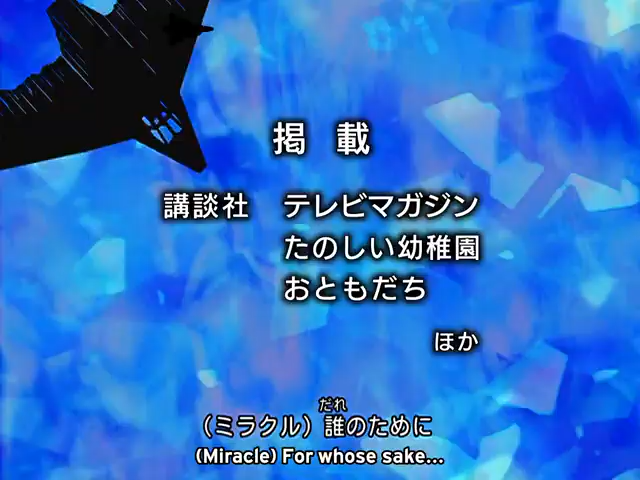 掲 載
講談社 テレビマガジン
たのしい幼稚園
おともだち
ほか
だれ
(ミラクル)誰のために
(Miracle) For whose sake...